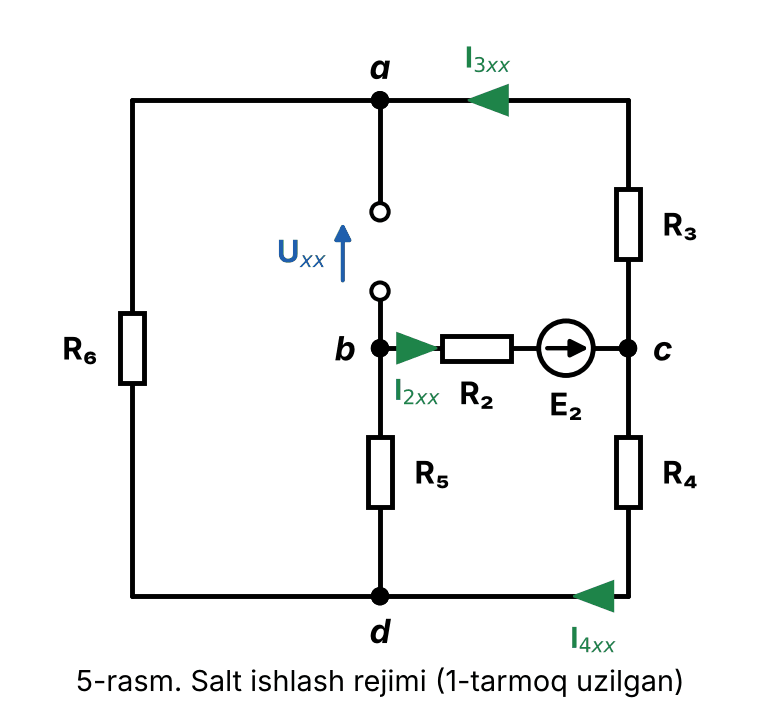 a
I₃ₓₓ
R₃
Uₓₓ
b
c
R₆
I₂ₓₓ
R₂
E₂
R₅
R₄
d
I₄ₓₓ
5-rasm. Salt ishlash rejimi (1-tarmoq uzilgan)